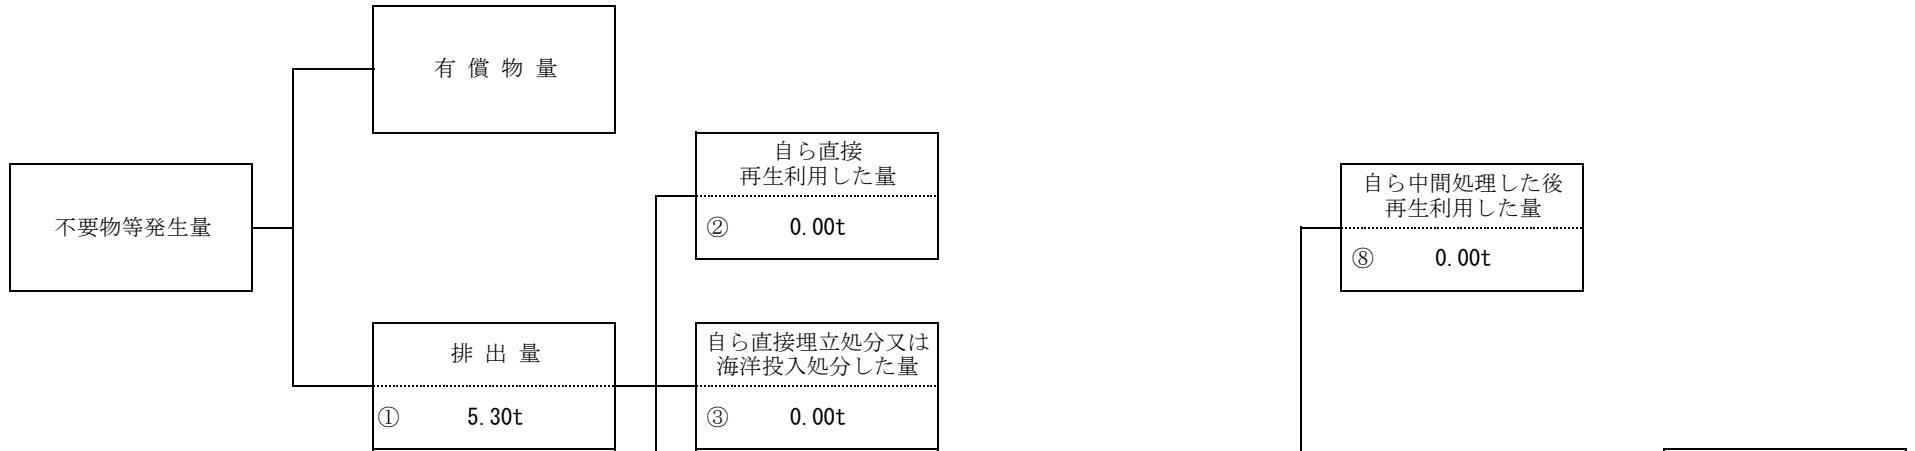 有 償 物 量
自ら直接
再生利用した量
② 0.00t
自ら中間処理した後
再生利用した量
⑧ 0.00t
不要物等発生量
排 出 量
① 5.30t
自ら直接埋立処分又は
海洋投入処分した量
③ 0.00t